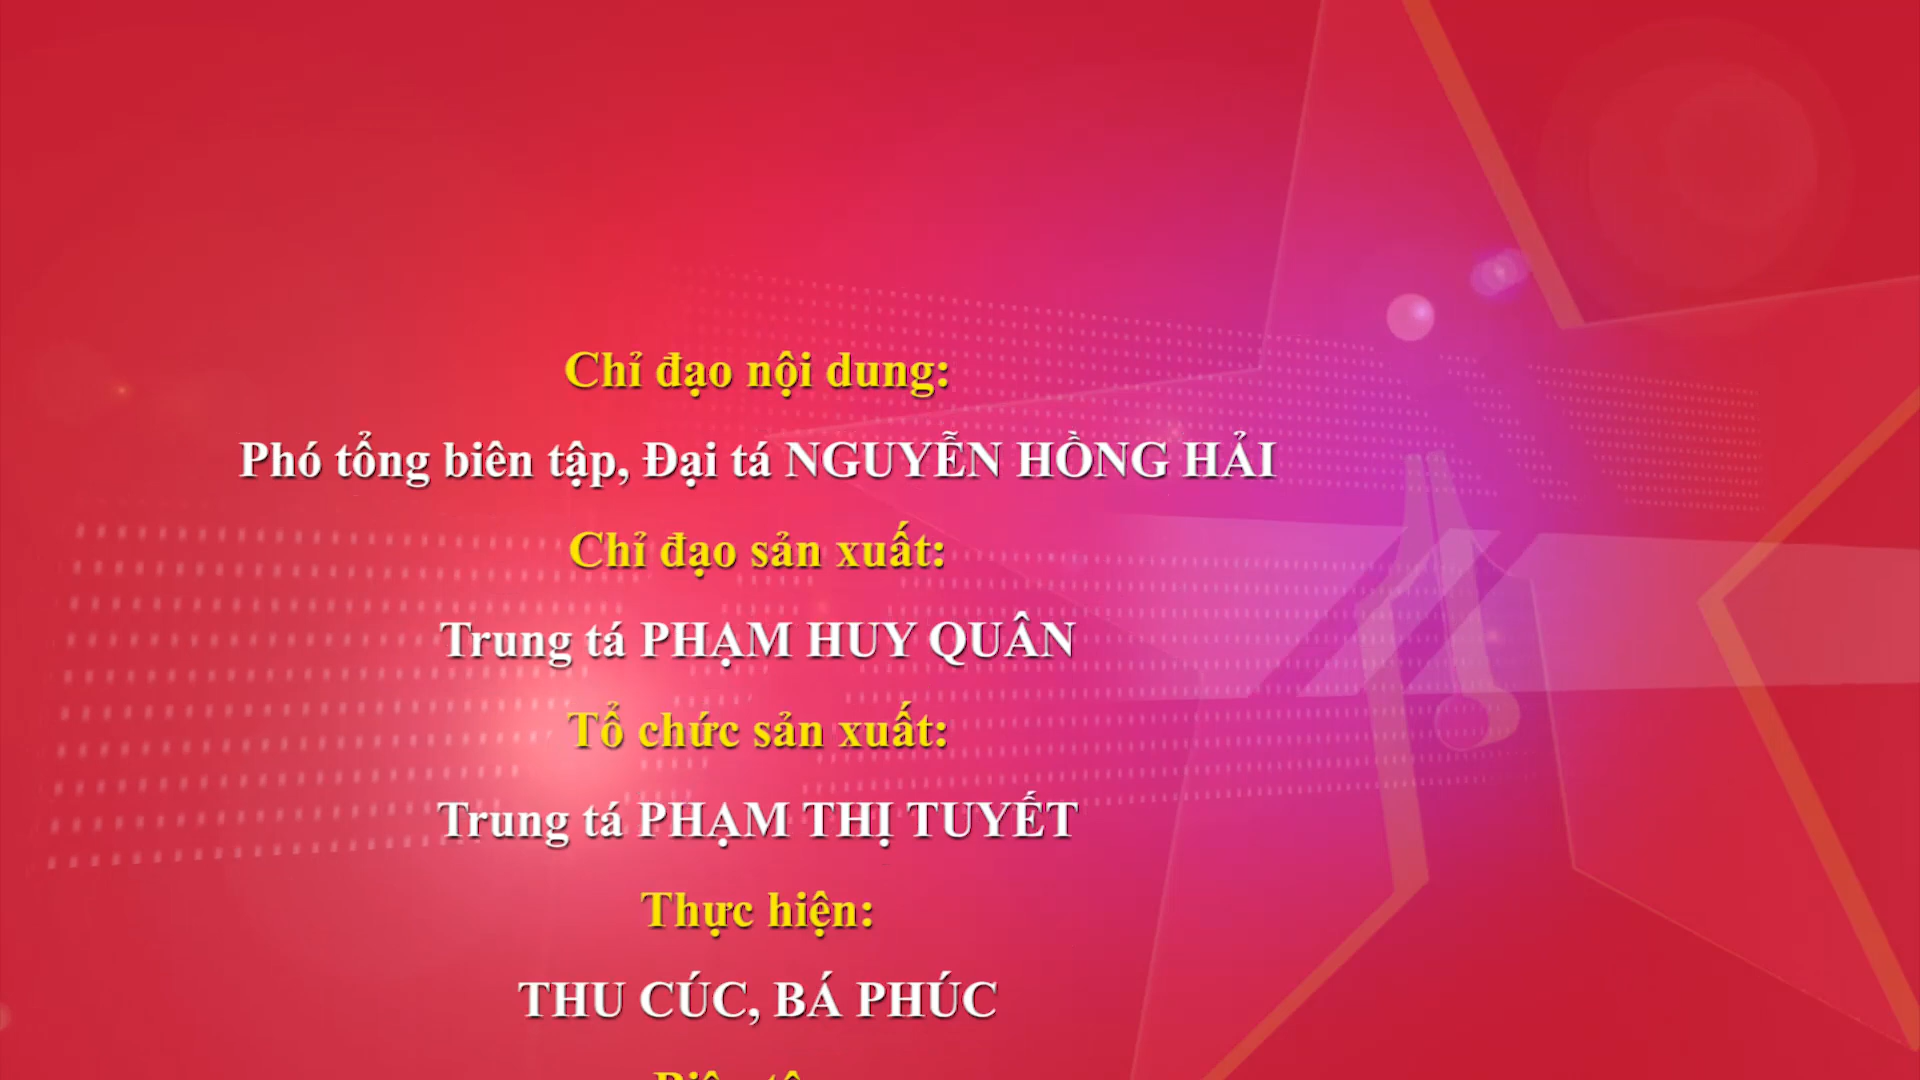 Chỉ đạo nội dung:
Phó tổng biên tập, Đại tá NGUYỄN HỒNG HẢI
Chỉ đạo sản xuất:
Trung tá PHẠM HUY QUÂN
Tổ chức sản xuất:
Trung tá PHẠM THỊ TUYẾT
Thực hiện:
THU CÚC, BÁ PHÚC